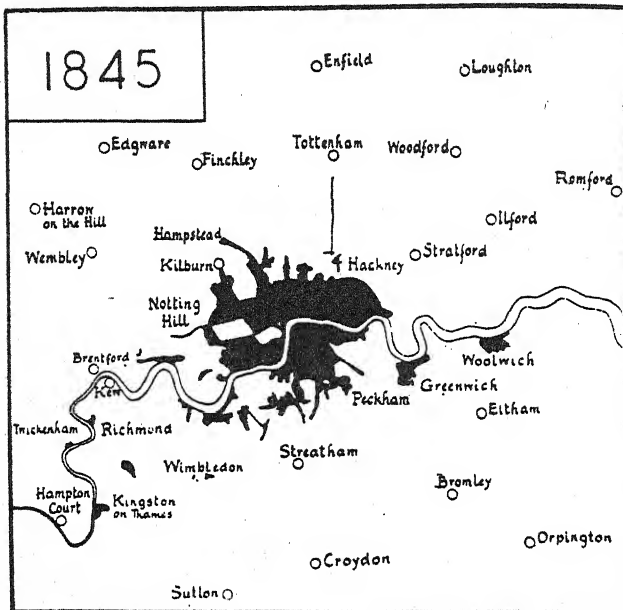 1845
Enfield
Loughton
Edgware
Finchley
Tottenham
Woodford
Romford
Harrow
on the Hill
Ilford
Hampstead
Wembley
Kilburn
Hackney
Stratford
Notting
Hill
Brentford
Kew
Woolwich
Greenwich
Peckham
Eltham
Twickenham
Richmond
Streatham
Wimbledon
Bromley
Hampton
Court
Kingston
on Thames
Orpington
Croydon
Sutton